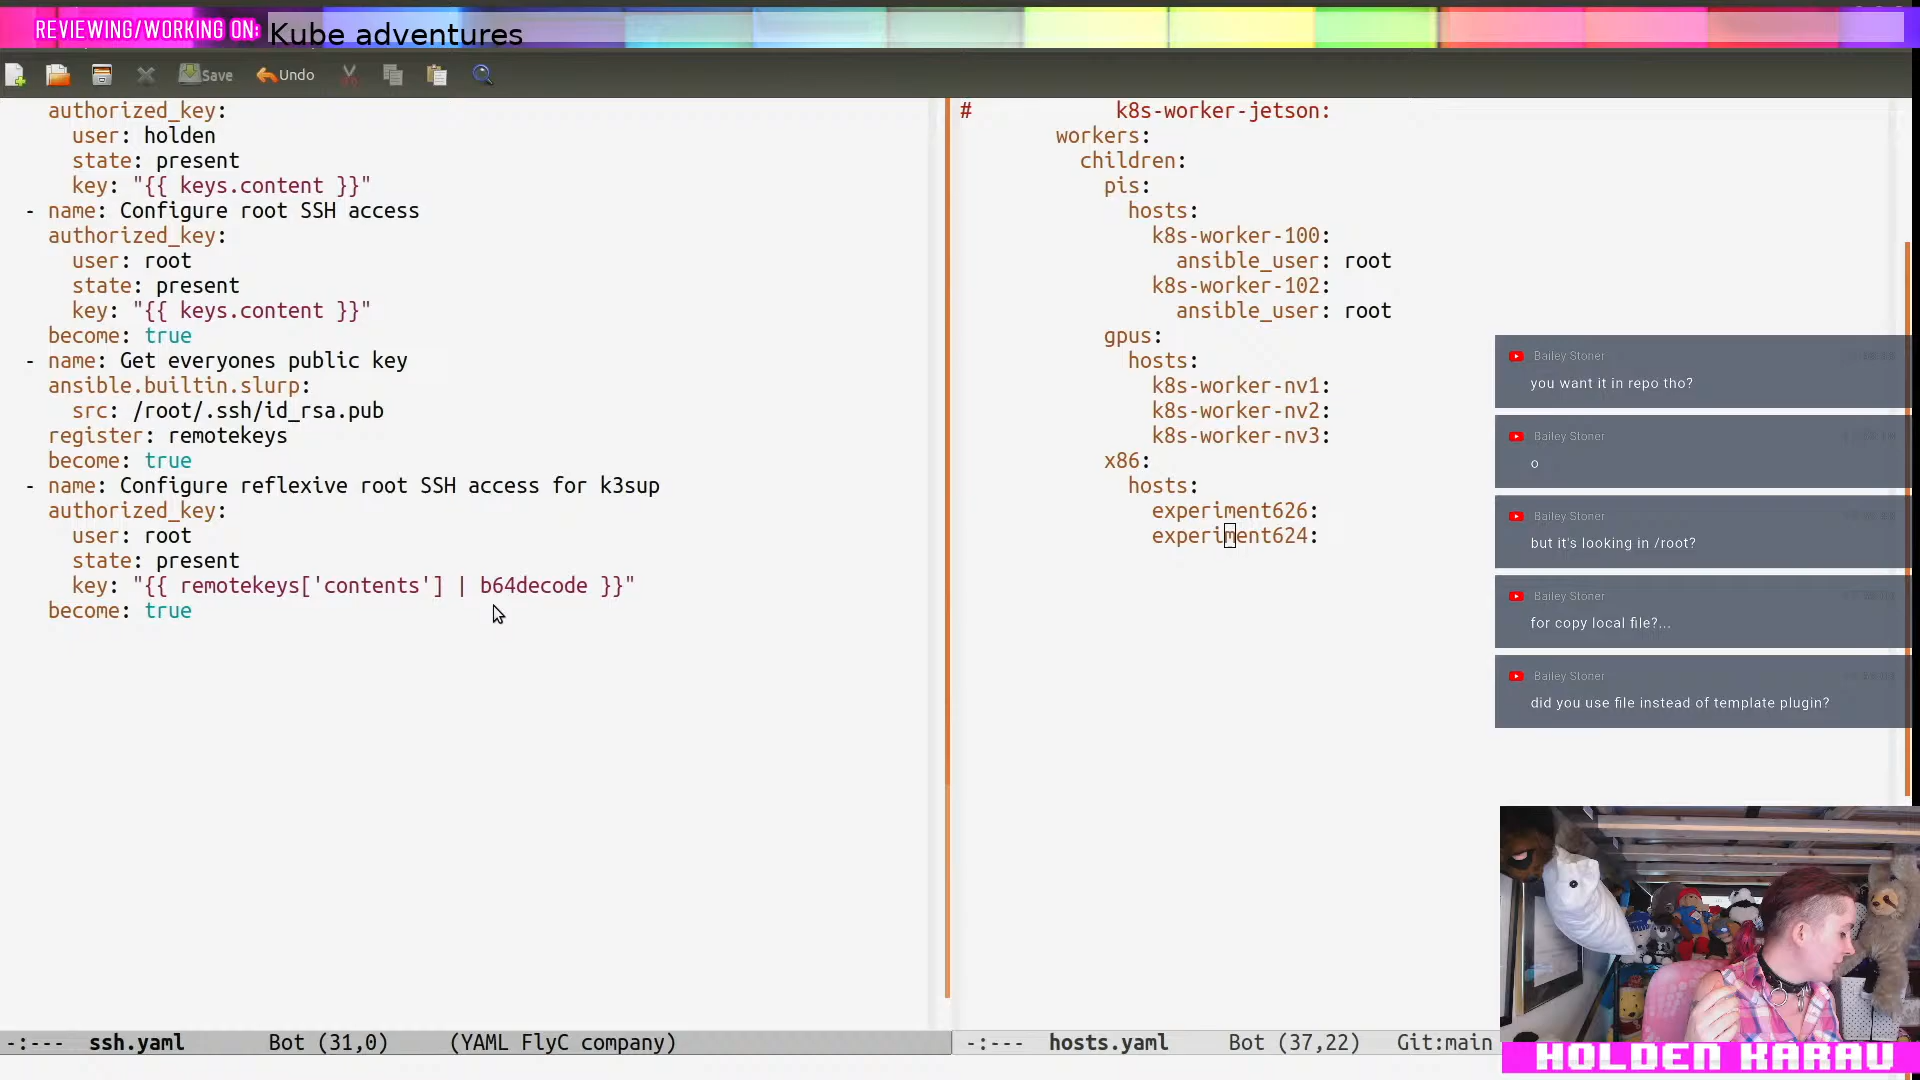 REVIEWING/WORKING ON: Kube adventures
Save
Undo
authorized_key:
user: holden
state: present
key: "{{ keys.content }}"
- name: Configure root SSH access
authorized_key:
user: root
state: present
key: "{{ keys.content }}"
become: true
- name: Get everyones public key
ansible.builtin.slurp:
src: /root/.ssh/id_rsa.pub
register: remotekeys
become: true
- name: Configure reflexive root SSH access for k3sup
authorized_key:
user: root
state: present
key: "{{ remotekeys['contents'] | b64decode }}"
become: true
-:--- ssh.yaml Bot (31,0) (YAML FlyC company)
# k8s-worker-jetson:
workers:
children:
pis:
hosts:
k8s-worker-100:
ansible_user: root
k8s-worker-102:
ansible_user: root
gpus:
hosts:
k8s-worker-nv1:
k8s-worker-nv2:
k8s-worker-nv3:
x86:
hosts:
experiment626:
experiment624:
-:--- hosts.yaml Bot (37,22) Git:main
Bailey Stoner
you want it in repo tho?
Bailey Stoner
o
Bailey Stoner
but it's looking in /root?
Bailey Stoner
for copy local file?...
Bailey Stoner
did you use file instead of template plugin?
HOLDEN KARAU